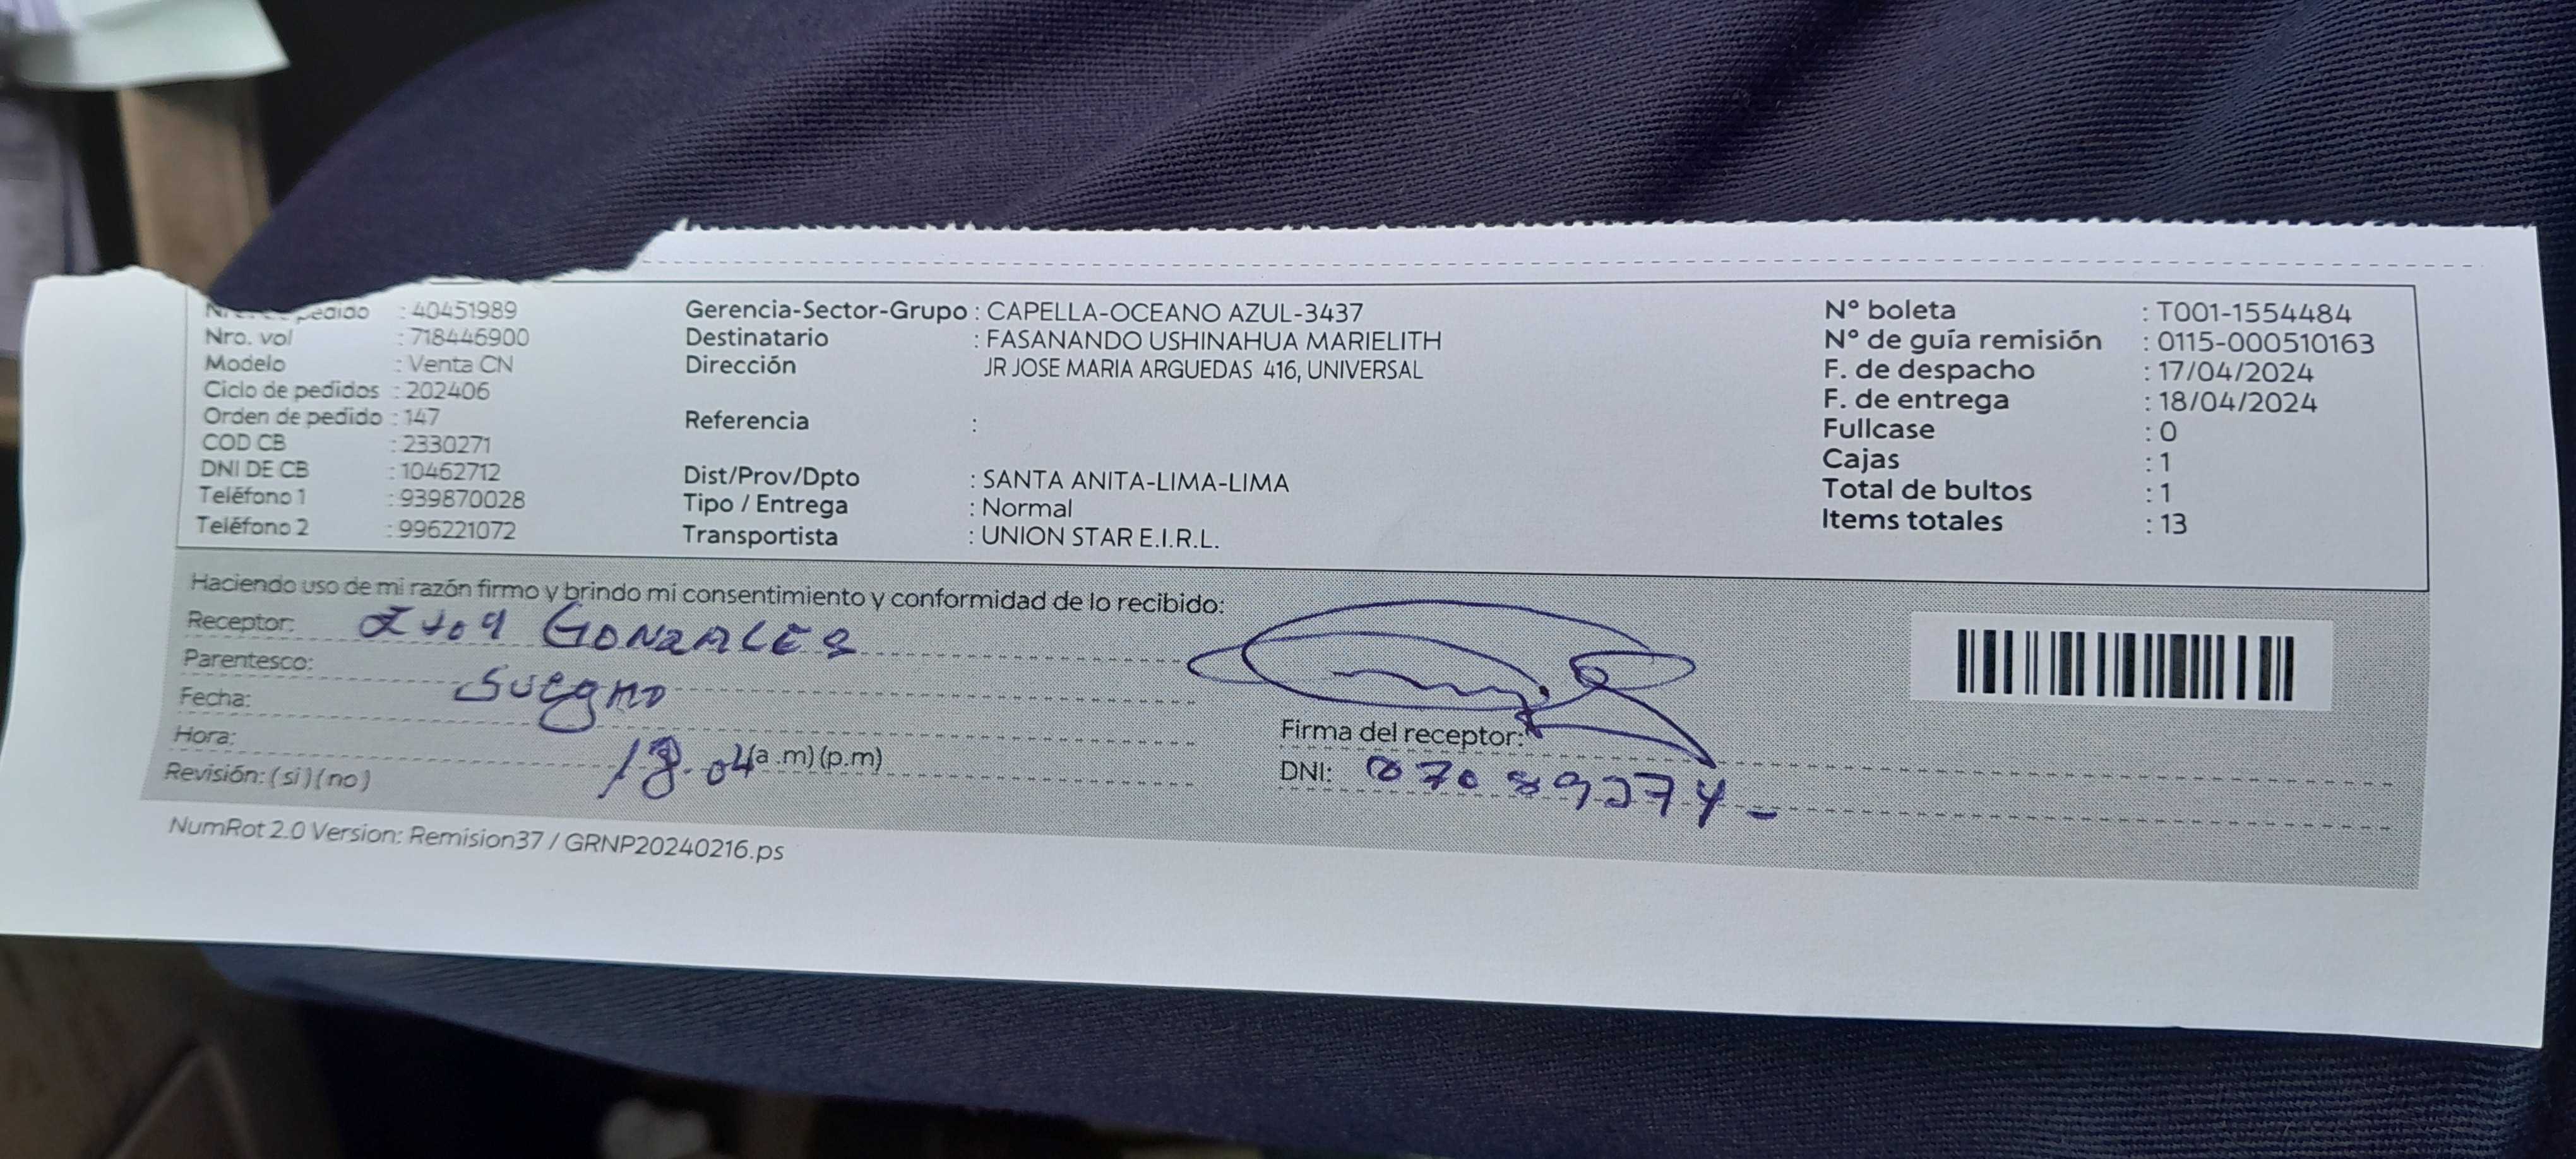 pedido : 40451989
Nro. vol : 718446900
Modelo : Venta CN
Ciclo de pedidos : 202406
Orden de pedido : 147
COD CB : 2330271
DNI DE CB : 10462712
Teléfono 1 : 939870028
Teléfono 2 : 996221072
Gerencia-Sector-Grupo : CAPELLA-OCEANO AZUL-3437
Destinatario : FASANANDO USHINAHUA MARIELITH
Dirección JR JOSE MARIA ARGUEDAS 416, UNIVERSAL
Referencia :
Dist/Prov/Dpto : SANTA ANITA-LIMA-LIMA
Tipo / Entrega : Normal
Transportista : UNION STAR E.I.R.L.
N° boleta : T001-1554484
N° de guía remisión : 0115-000510163
F. de despacho : 17/04/2024
F. de entrega : 18/04/2024
Fullcase : 0
Cajas : 1
Total de bultos : 1
Items totales : 13
Haciendo uso de mi razón firmo y brindo mi consentimiento y conformidad de lo recibido:
Receptor: GONZALES
Parentesco: Suegro
Fecha:
Hora: 18.04 (a.m) (p.m)
Revisión: (si) (no)
Firma del receptor:
DNI:
NumRot 2.0 Version: Remision37 / GRNP20240216.ps